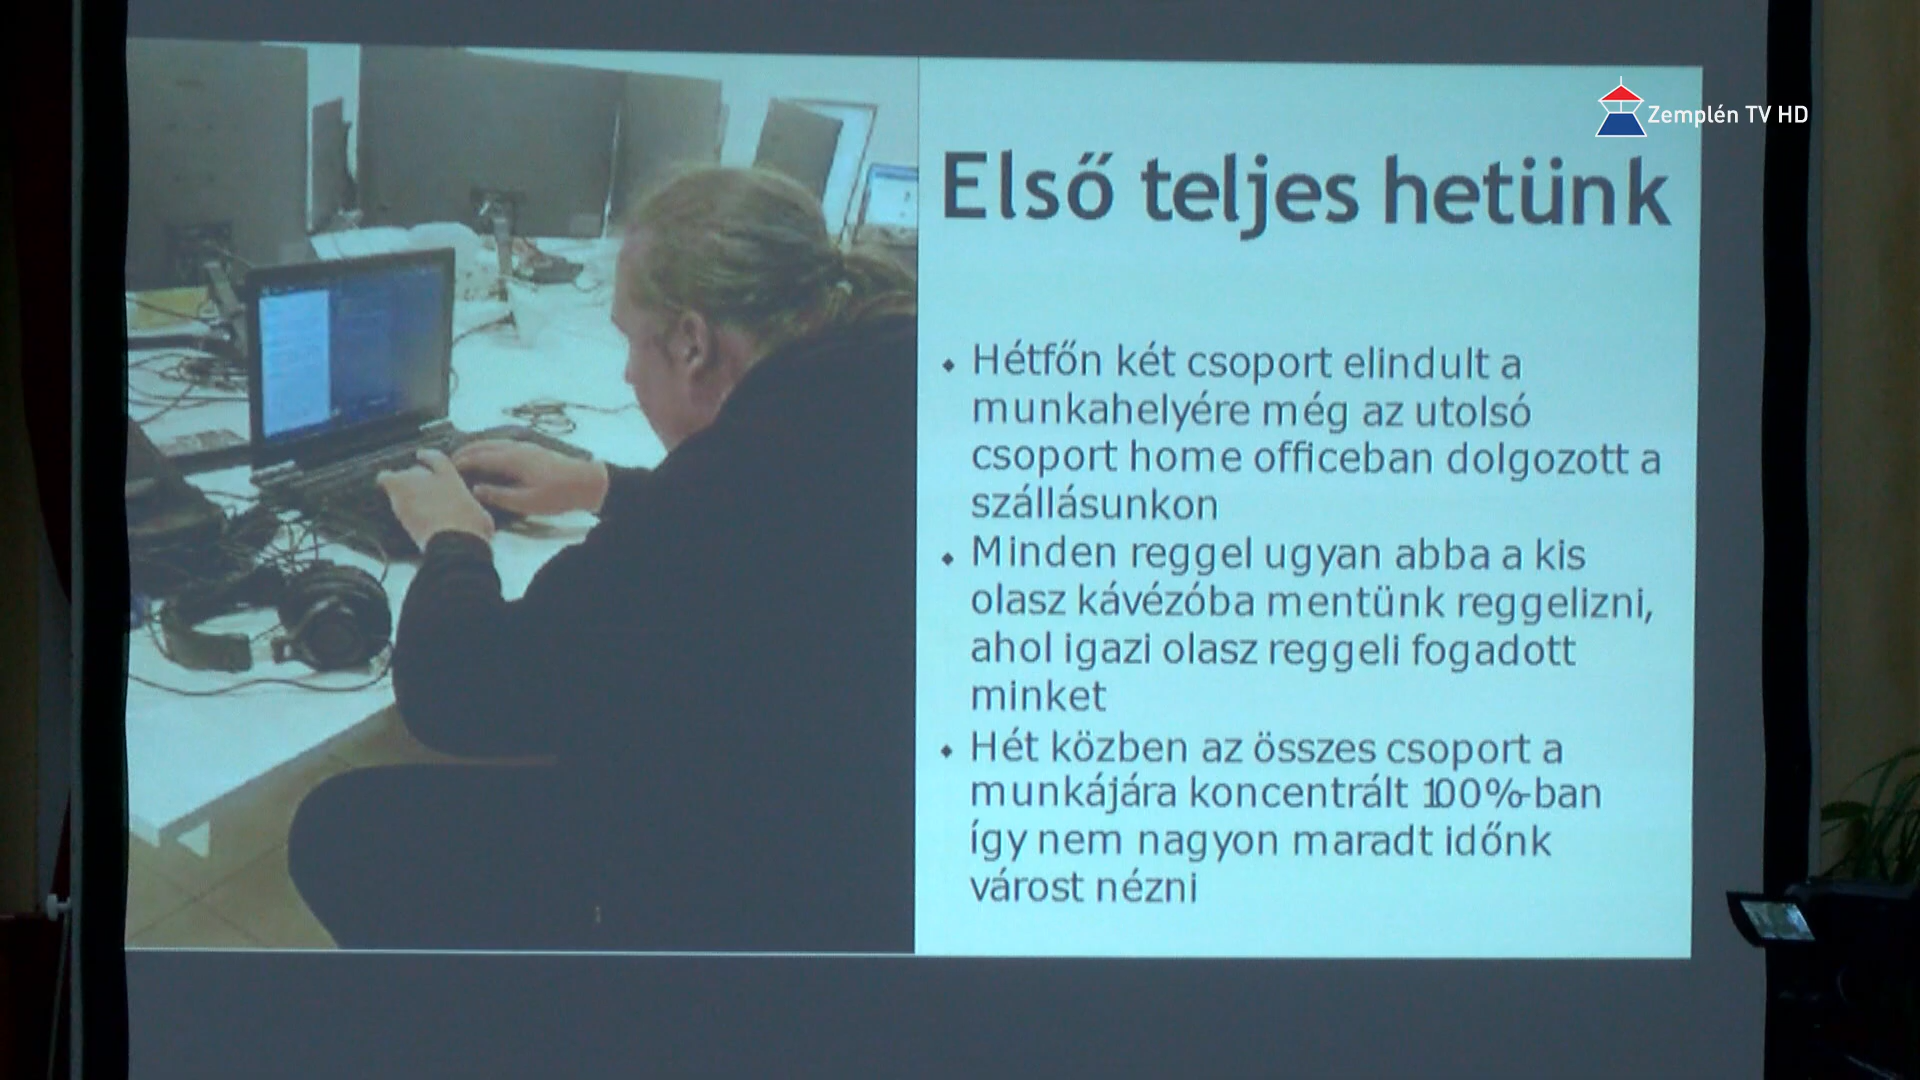 Zemplén TV HD
Első teljes hetünk
Hétfőn két csoport elindult a
munkahelyére még az utolsó
csoport home officeban dolgozott a
szállásunkon
Minden reggel ugyan abba a kis
olasz kávézóba mentünk reggelizni,
ahol igazi olasz reggeli fogadott
minket
Hét közben az összes csoport a
munkájára koncentrált 100%-ban
így nem nagyon maradt időnk
várost nézni